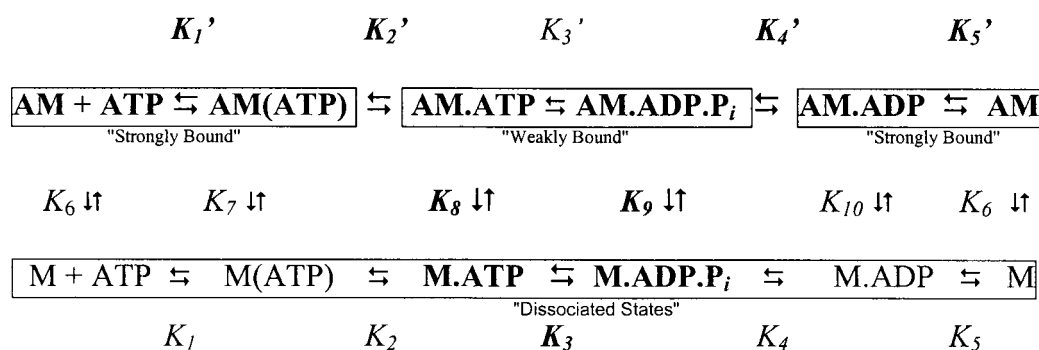 K₁’ K₂’ K₃’ K₄’ K₅’
AM + ATP ⇆ AM(ATP) ⇆ AM.ATP ⇆ AM.ADP.Pᵢ ⇆ AM.ADP ⇆ AM
"Strongly Bound" "Weakly Bound" "Strongly Bound"
K₆ ↓↑ K₇ ↓↑ K₈ ↓↑ K₉ ↓↑ K₁₀ ↓↑ K₆ ↓↑
M + ATP ⇆ M(ATP) ⇆ M.ATP ⇆ M.ADP.Pᵢ ⇆ M.ADP ⇆ M
"Dissociated States"
K₁ K₂ K₃ K₄ K₅